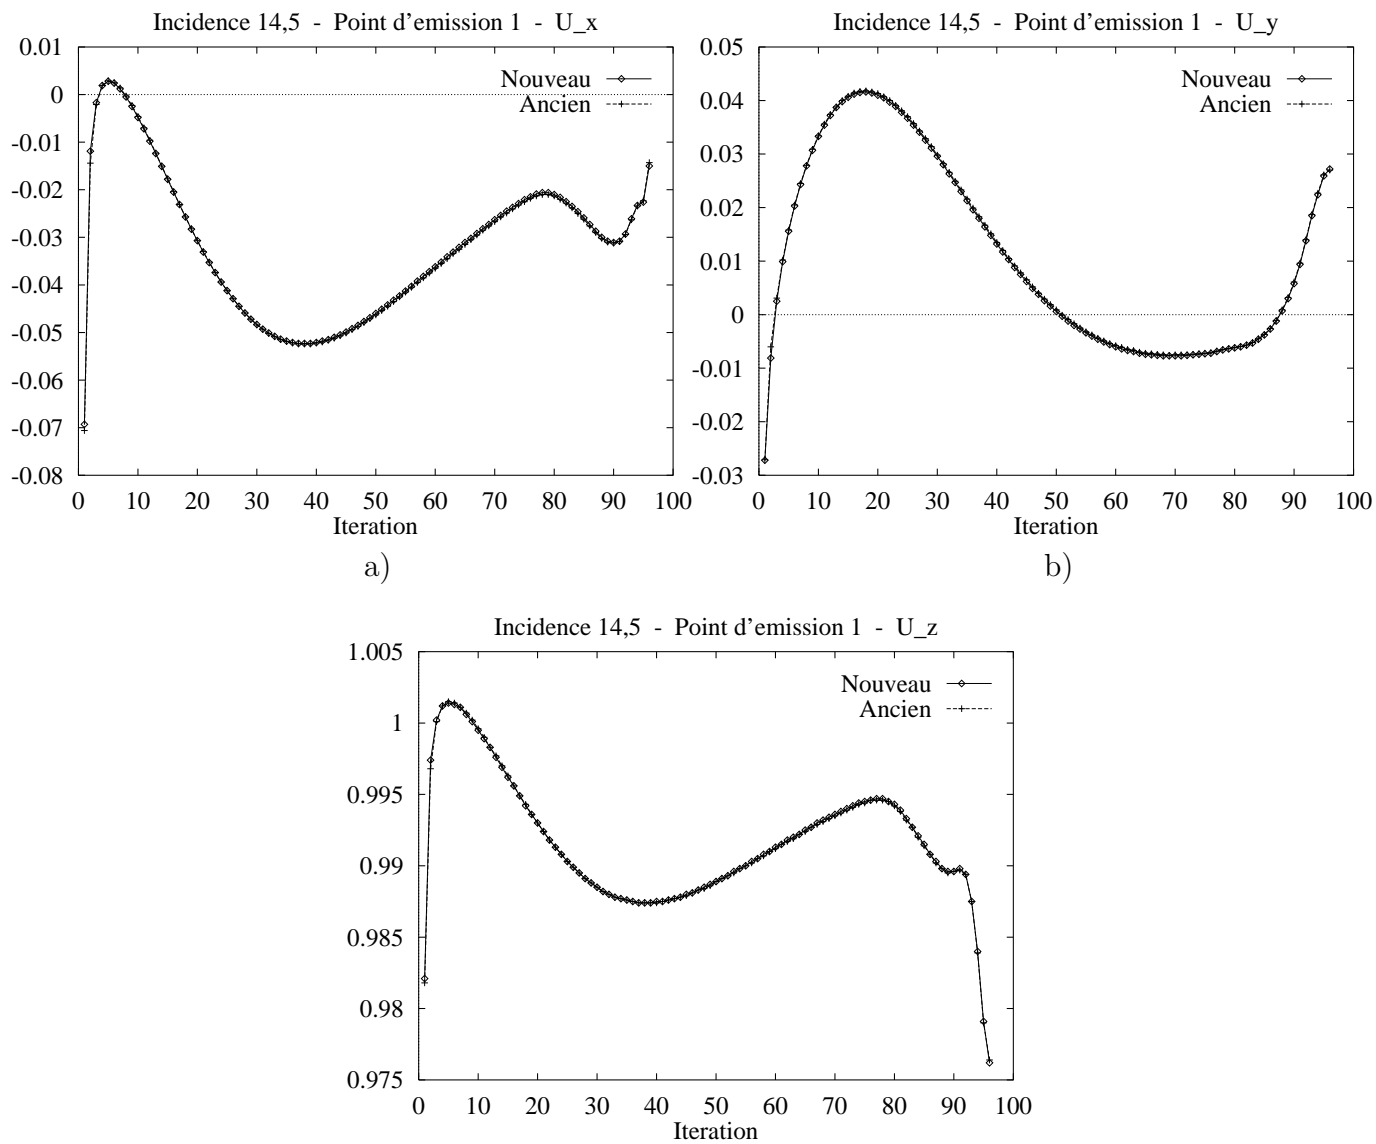 Incidence 14,5 - Point d'emission 1 - U_x
0.01
0
-0.01
-0.02
-0.03
-0.04
-0.05
-0.06
-0.07
-0.08
Nouveau
Ancien
0 10 20 30 40 50 60 70 80 90 100
Iteration
a)
Incidence 14,5 - Point d'emission 1 - U_y
0.05
0.04
0.03
0.02
0.01
0
-0.01
-0.02
-0.03
Nouveau
Ancien
0 10 20 30 40 50 60 70 80 90 100
Iteration
b)
Incidence 14,5 - Point d'emission 1 - U_z
1.005
1
0.995
0.99
0.985
0.98
0.975
Nouveau
Ancien
0 10 20 30 40 50 60 70 80 90 100
Iteration